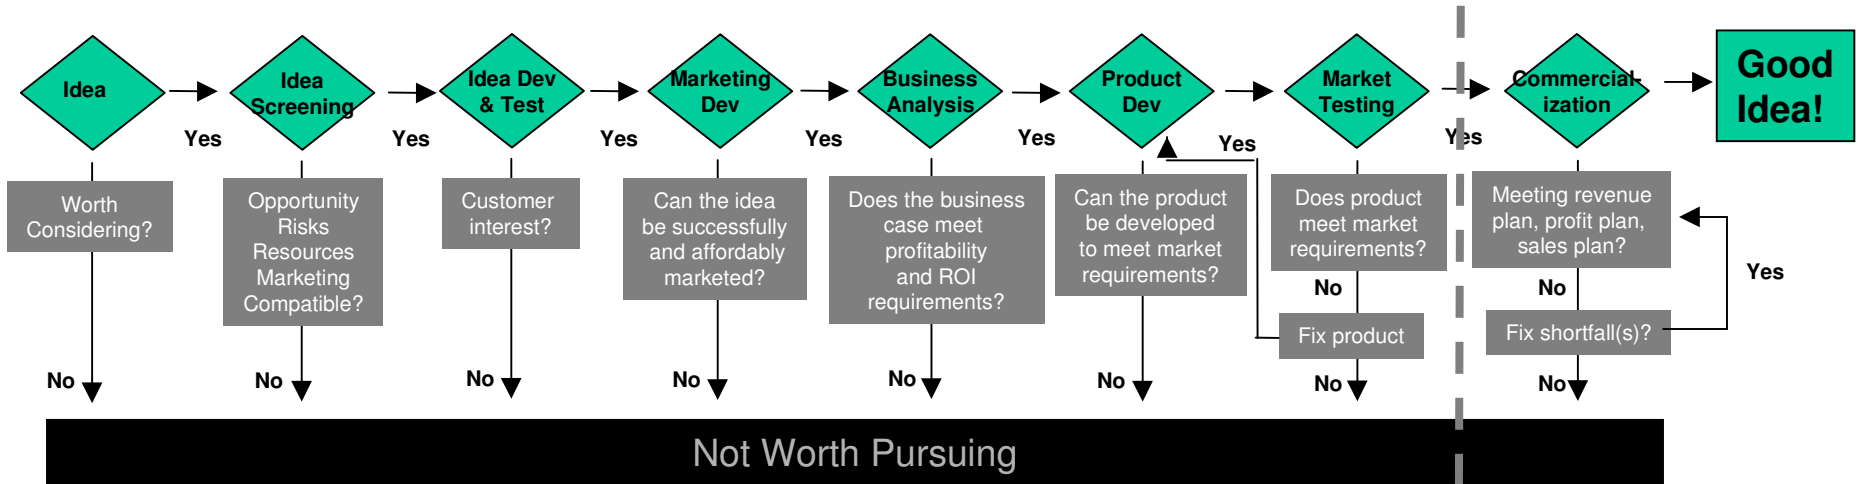 Idea
Idea
Screening
Idea Dev
& Test
Marketing
Dev
Business
Analysis
Product
Dev
Market
Testing
Commercial-
ization
Good
Idea!
Yes
Yes
Yes
Yes
Yes
Yes
Yes
Worth
Considering?
Opportunity
Risks
Resources
Marketing
Compatible?
Customer
interest?
Can the idea
be successfully
and affordably
marketed?
Does the business
case meet
profitability
and ROI
requirements?
Can the product
be developed
to meet market
requirements?
Does product
meet market
requirements?
Meeting revenue
plan, profit plan,
sales plan?
Yes
No
No
Fix product
Fix shortfall(s)?
No
No
No
No
No
No
No
No
Not Worth Pursuing